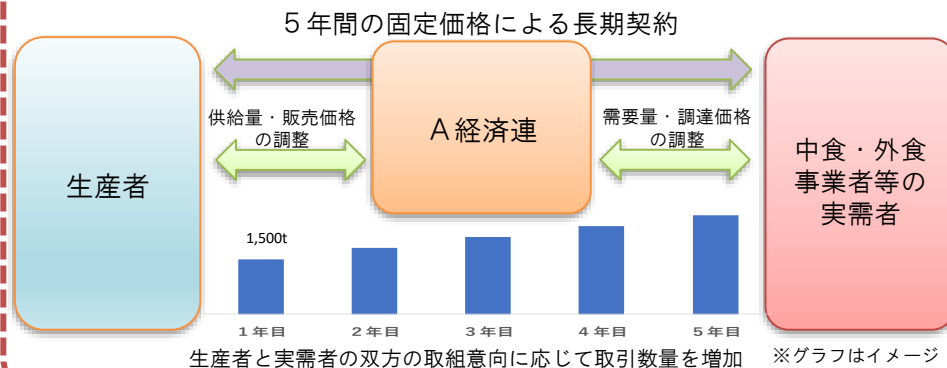 ５年間の固定価格による長期契約
供給量・販売価格
の調整
Ａ経済連
需要量・調達価格
の調整
生産者
中食・外食
事業者等の
実需者
1,500t
１年目
２年目
３年目
４年目
５年目
生産者と実需者の双方の取組意向に応じて取引数量を増加
※グラフはイメージ